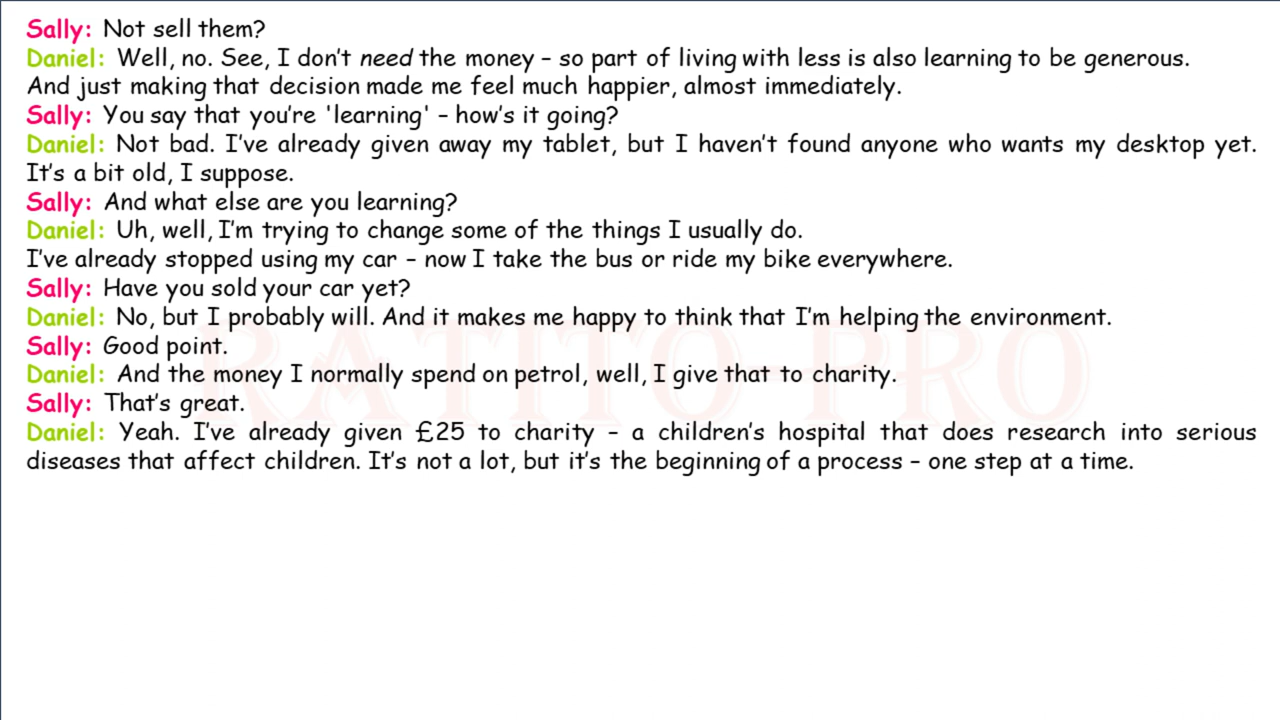 Sally: Not sell them?
Daniel: Well, no. See, I don't need the money – so part of living with less is also learning to be generous.
And just making that decision made me feel much happier, almost immediately.
Sally: You say that you're 'learning' – how's it going?
Daniel: Not bad. I've already given away my tablet, but I haven't found anyone who wants my desktop yet.
It's a bit old, I suppose.
Sally: And what else are you learning?
Daniel: Uh, well, I'm trying to change some of the things I usually do.
I've already stopped using my car – now I take the bus or ride my bike everywhere.
Sally: Have you sold your car yet?
Daniel: No, but I probably will. And it makes me happy to think that I'm helping the environment.
Sally: Good point.
Daniel: And the money I normally spend on petrol, well, I give that to charity.
Sally: That's great.
Daniel: Yeah. I've already given £25 to charity – a children's hospital that does research into serious
diseases that affect children. It's not a lot, but it's the beginning of a process – one step at a time.
RATITO PRO